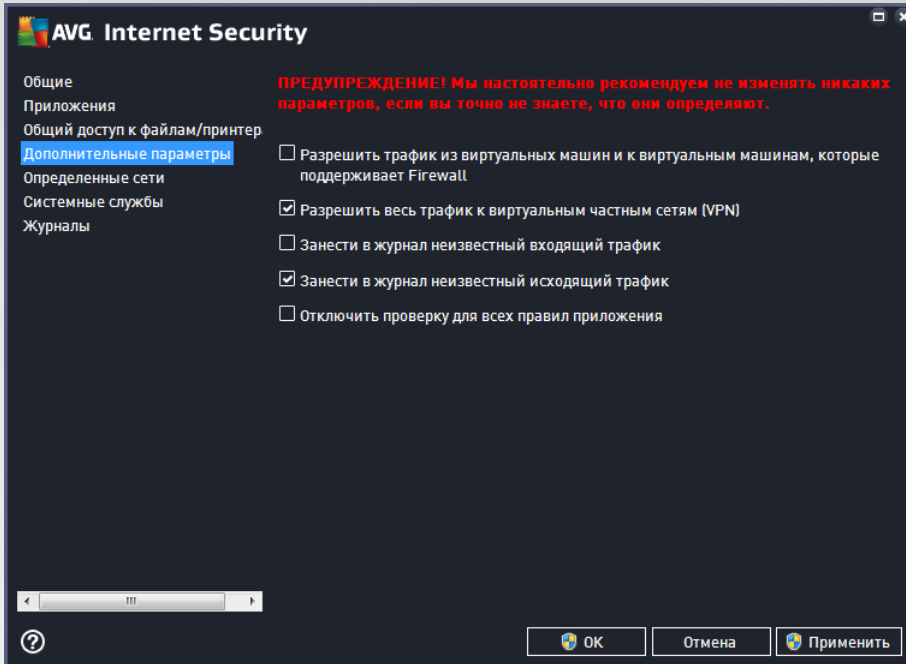 AVG Internet Security
Общие
Приложения
Общий доступ к файлам/принтер
Дополнительные параметры
Определенные сети
Системные службы
Журналы
ПРЕДУПРЕЖДЕНИЕ! Мы настоятельно рекомендуем не изменять никаких
параметров, если вы точно не знаете, что они определяют.
Разрешить трафик из виртуальных машин и к виртуальным машинам, которые
поддерживает Firewall
Разрешить весь трафик к виртуальным частным сетям (VPN)
Занести в журнал неизвестный входящий трафик
Занести в журнал неизвестный исходящий трафик
Отключить проверку для всех правил приложения
ОК
Отмена
Применить